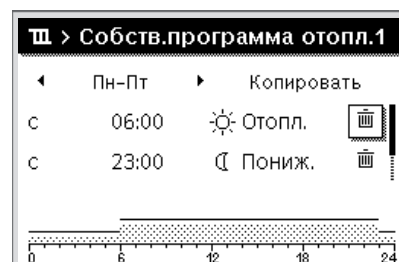 > Собств.программа отопл.1
Пн-Пт Копировать
с 06:00 Отопл.
с 23:00 Пониж.
0 6 12 18 24